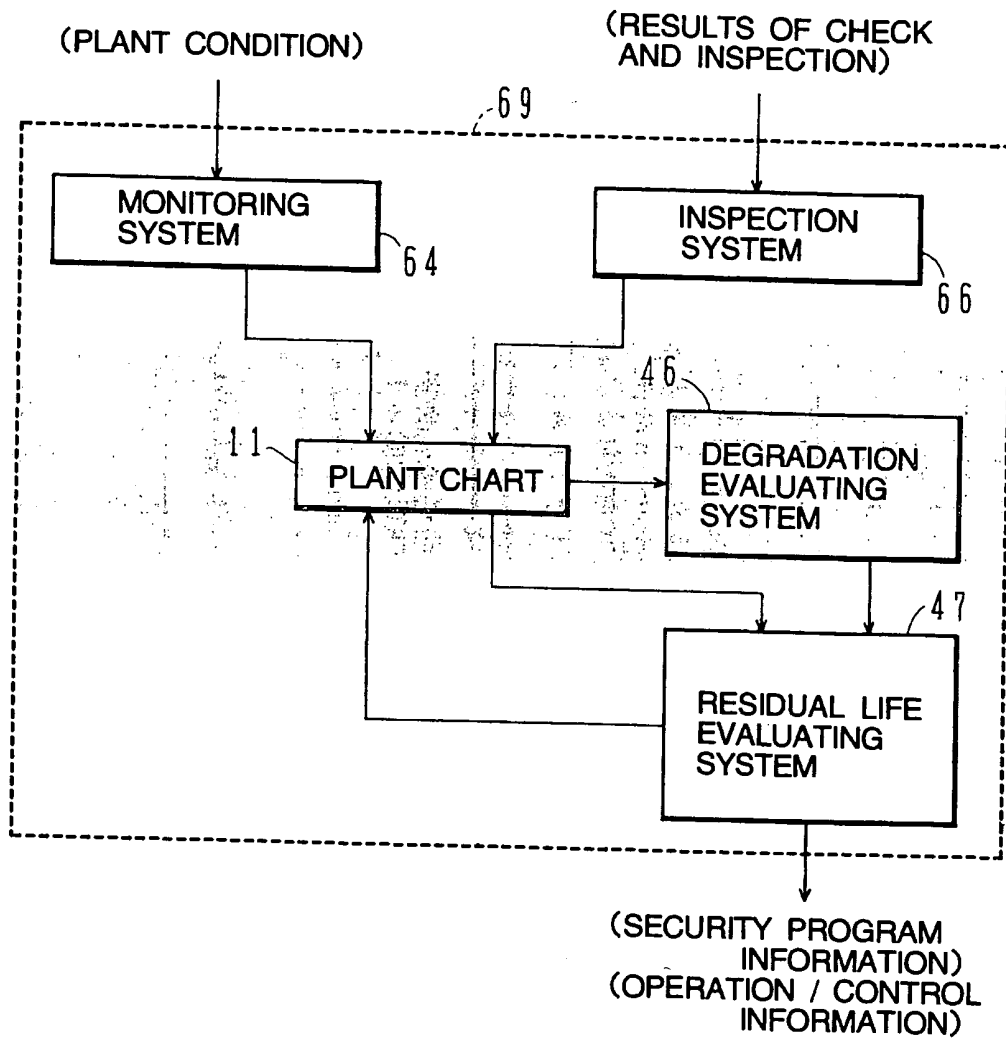 (PLANT CONDITION)
(RESULTS OF CHECK
AND INSPECTION)
69
MONITORING
SYSTEM
64
INSPECTION
SYSTEM
66
46
11
PLANT CHART
DEGRADATION
EVALUATING
SYSTEM
47
RESIDUAL LIFE
EVALUATING
SYSTEM
(SECURITY PROGRAM
INFORMATION)
(OPERATION / CONTROL
INFORMATION)